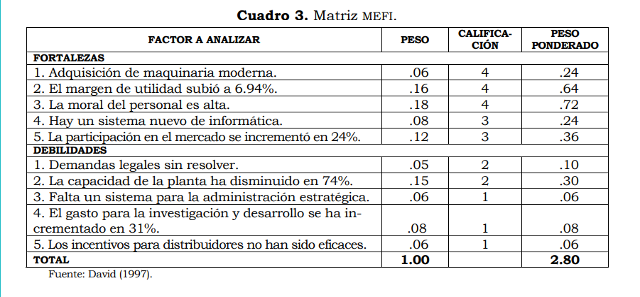 Cuadro 3. Matriz MEFI.
FACTOR A ANALIZAR PESO CALIFICA- CIÓN PESO PONDERADO
FORTALEZAS
1. Adquisición de maquinaria moderna. .06 4 .24
2. El margen de utilidad subió a 6.94%. .16 4 .64
3. La moral del personal es alta. .18 4 .72
4. Hay un sistema nuevo de informática. .08 3 .24
5. La participación en el mercado se incrementó en 24%. .12 3 .36
DEBILIDADES
1. Demandas legales sin resolver. .05 2 .10
2. La capacidad de la planta ha disminuido en 74%. .15 2 .30
3. Falta un sistema para la administración estratégica. .06 1 .06
4. El gasto para la investigación y desarrollo se ha in-
crementado en 31%. .08 1 .08
5. Los incentivos para distribuidores no han sido eficaces. .06 1 .06
TOTAL 1.00 2.80
Fuente: David (1997).